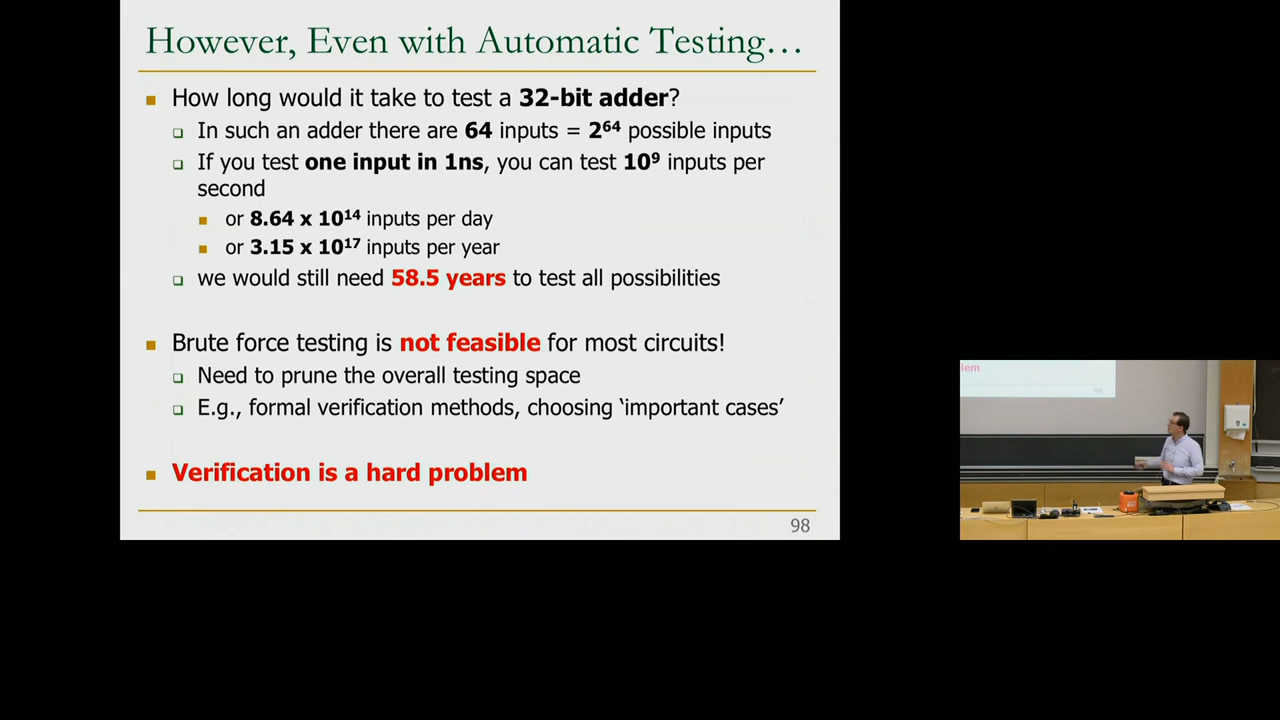 However, Even with Automatic Testing…
■ How long would it take to test a 32-bit adder?
❑ In such an adder there are 64 inputs = 2⁶⁴ possible inputs
❑ If you test one input in 1ns, you can test 10⁹ inputs per
second
■ or 8.64 x 10¹⁴ inputs per day
■ or 3.15 x 10¹⁷ inputs per year
❑ we would still need 58.5 years to test all possibilities
■ Brute force testing is not feasible for most circuits!
❑ Need to prune the overall testing space
❑ E.g., formal verification methods, choosing ‘important cases’
■ Verification is a hard problem
98
lem
98